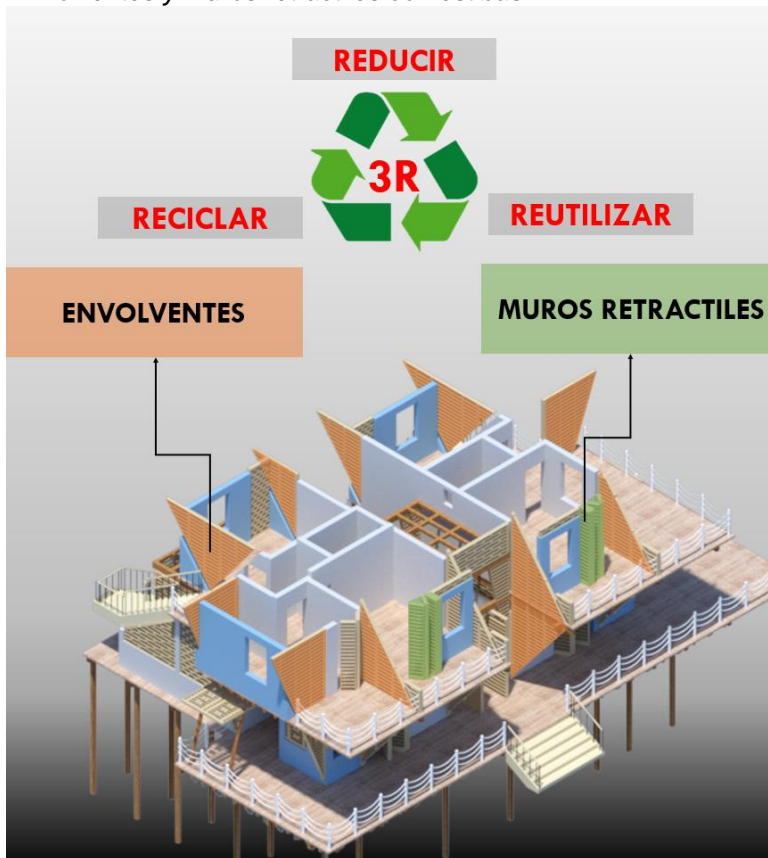 REDUCIR
3R
RECICLAR
REUTILIZAR
ENVOLVENTES
MUROS RETRACTILES